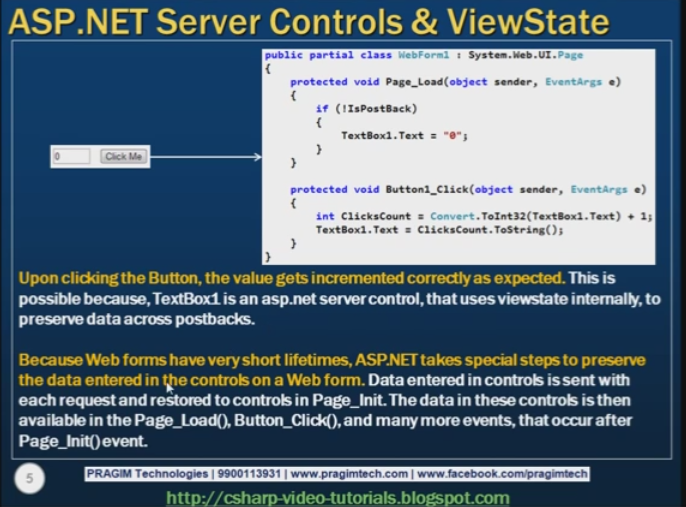 ASP.NET Server Controls & ViewState
public partial class WebForm1 : System.Web.UI.Page
{
protected void Page_Load(object sender, EventArgs e)
{
if (!IsPostBack)
{
TextBox1.Text = "0";
}
}
protected void Button1_Click(object sender, EventArgs e)
{
int ClicksCount = Convert.ToInt32(TextBox1.Text) + 1;
TextBox1.Text = ClicksCount.ToString();
}
}
0 Click Me
Upon clicking the Button, the value gets incremented correctly as expected. This is
possible because, TextBox1 is an asp.net server control, that uses viewstate internally, to
preserve data across postbacks.
Because Web forms have very short lifetimes, ASP.NET takes special steps to preserve
the data entered in the controls on a Web form. Data entered in controls is sent with
each request and restored to controls in Page_Init. The data in these controls is then
available in the Page_Load(), Button_Click(), and many more events, that occur after
Page_Init() event.
5
PRAGIM Technologies | 9900113931 | www.pragimtech.com | www.facebook.com/pragimtech
http://csharp-video-tutorials.blogspot.com